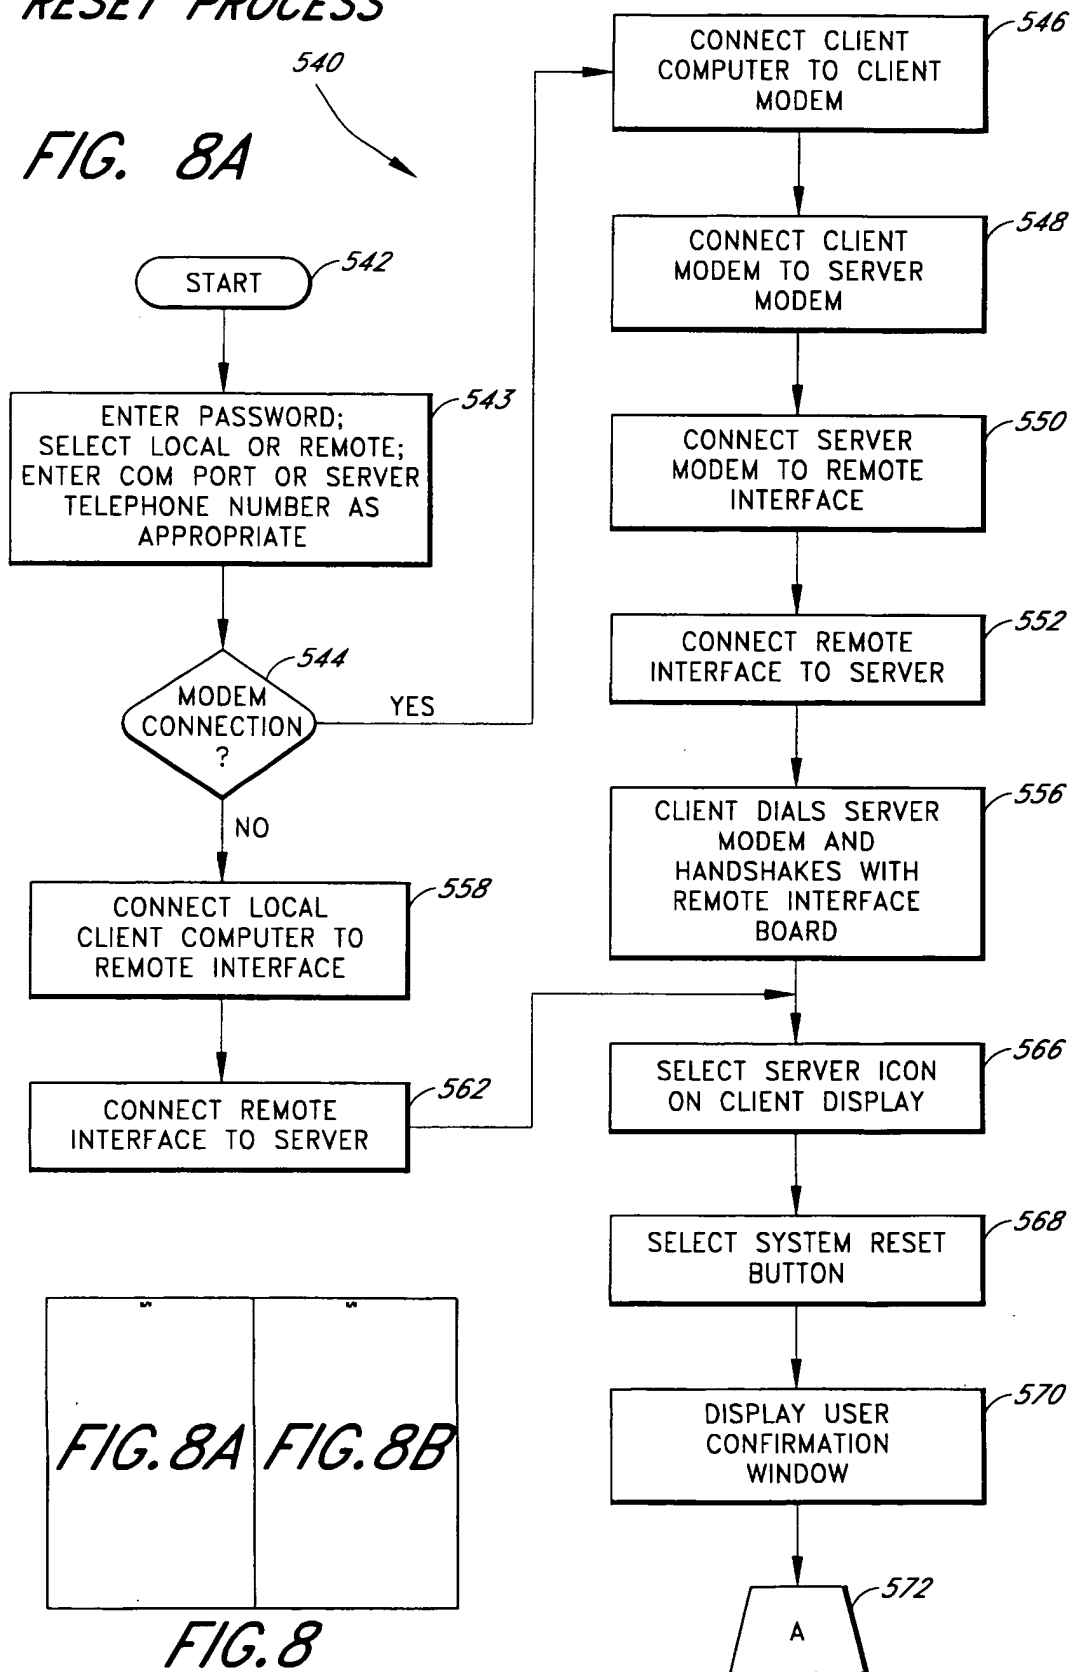 RESET PROCESS
540
FIG. 8A
START
542
ENTER PASSWORD;
SELECT LOCAL OR REMOTE;
ENTER COM PORT OR SERVER
TELEPHONE NUMBER AS
APPROPRIATE
543
MODEM
CONNECTION
?
544
YES
NO
CONNECT LOCAL
CLIENT COMPUTER TO
REMOTE INTERFACE
558
CONNECT REMOTE
INTERFACE TO SERVER
562
CONNECT CLIENT
COMPUTER TO CLIENT
MODEM
546
CONNECT CLIENT
MODEM TO SERVER
MODEM
548
CONNECT SERVER
MODEM TO REMOTE
INTERFACE
550
CONNECT REMOTE
INTERFACE TO SERVER
552
CLIENT DIALS SERVER
MODEM AND
HANDSHAKES WITH
REMOTE INTERFACE
BOARD
556
SELECT SERVER ICON
ON CLIENT DISPLAY
566
SELECT SYSTEM RESET
BUTTON
568
DISPLAY USER
CONFIRMATION
WINDOW
570
A
572
FIG.8A
FIG.8B
FIG.8